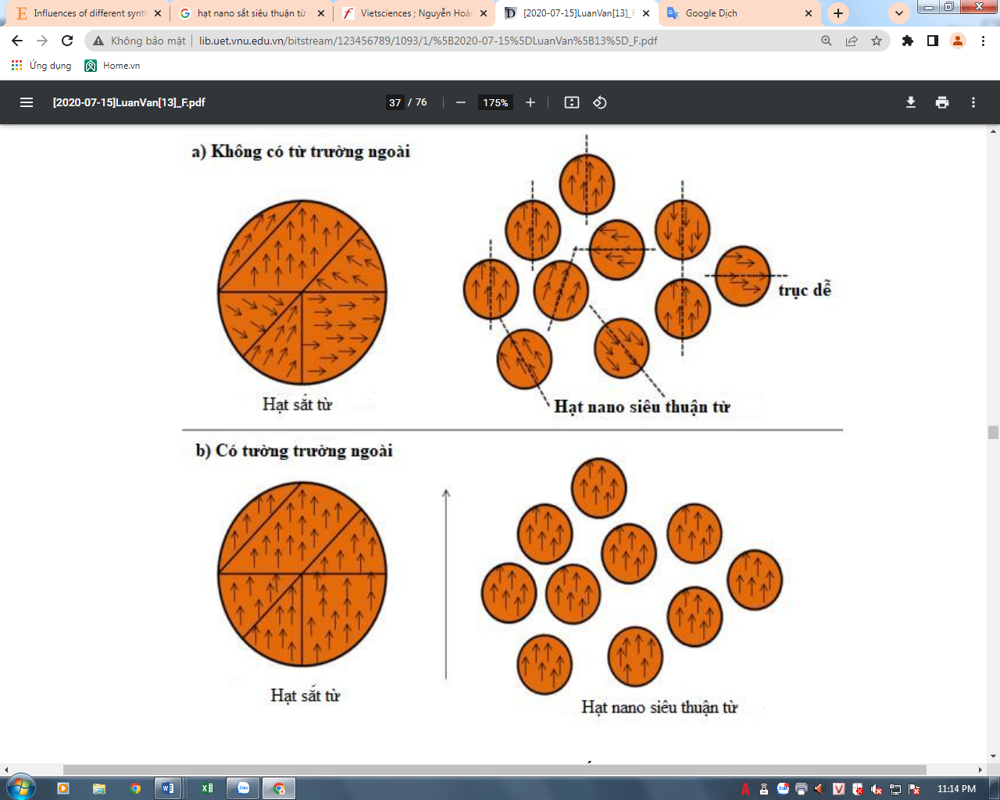 Influences of different synth
hạt nano sắt siêu thuận từ
Vietsciences ; Nguyễn Hoàn
[2020-07-15]LuanVan[13]_F
Google Dịch
Không bảo mật
lib.uet.vnu.edu.vn/bitstream/123456789/1093/1/%5B2020-07-15%5DLuanVan%5B13%5D_F.pdf
Ứng dụng
Home.vn
[2020-07-15]LuanVan[13]_F.pdf
37 / 76
175%
a) Không có từ trường ngoài
trục dễ
Hạt sắt từ
Hạt nano siêu thuận từ
b) Có tường trường ngoài
Hạt sắt từ
Hạt nano siêu thuận từ
11:14 PM